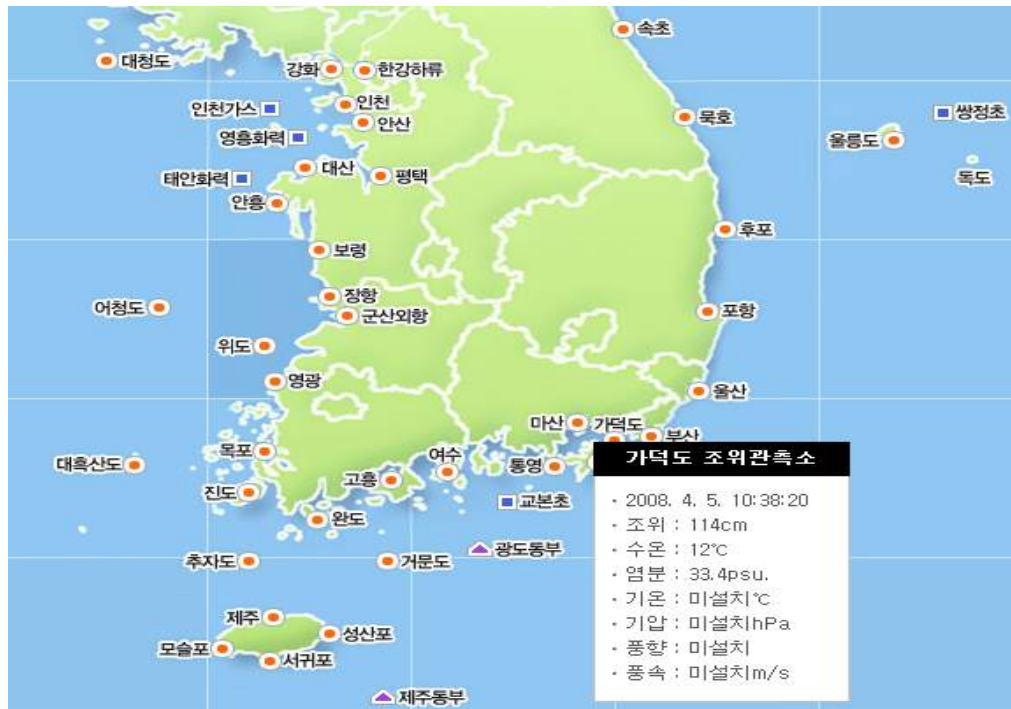 속초
대청도
강화
한강하류
인천가스
인천
쌍정초
묵호
안산
영흥화력
울릉도
대산
태안화력
평택
독도
안흥
후포
보령
장항
어청도
군산외항
포항
위도
영광
울산
마산
가덕도
부산
목포
여수
대흑산도
통영
고흥
진도
교본초
완도
광도동부
추자도
거문도
제주
성산포
모슬포
서귀포
제주동부
가덕도 조위관측소
· 2008. 4. 5. 10:38:20
· 조위 : 114cm
· 수온 : 12℃
· 염분 : 33.4psu.
· 기온 : 미설치℃
· 기압 : 미설치hPa
· 풍향 : 미설치
· 풍속 : 미설치m/s